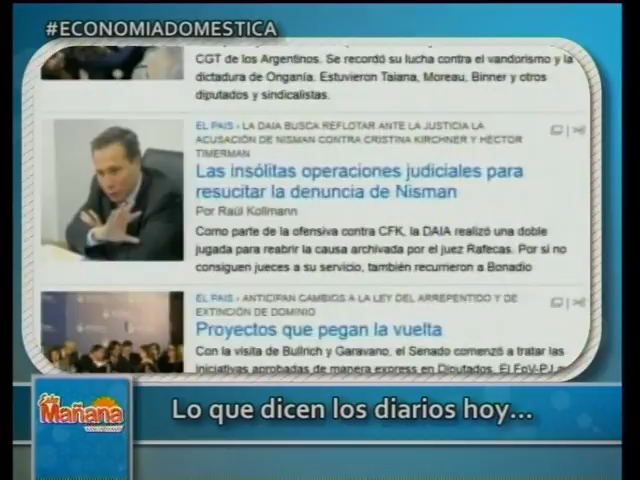 #ECONOMIADOMESTICA
CGT de los Argentinos. Se recordó su lucha contra el vandorismo y la
dictadura de Onganía. Estuvieron Taiana, Moreau, Binner y otros
diputados y sindicalistas.
EL PAIS › LA DAIA BUSCA REFLOTAR ANTE LA JUSTICIA LA
ACUSACIÓN DE NISMAN CONTRA CRISTINA KIRCHNER Y HÉCTOR
TIMERMAN
Las insólitas operaciones judiciales para
resucitar la denuncia de Nisman
Por Raúl Kollmann
Como parte de la ofensiva contra CFK, la DAIA realizó una doble
jugada para reabrir la causa archivada por el juez Rafecas. Por si no
consiguen jueces a su servicio, también recurrieron a Bonadio
EL PAIS › ANTICIPAN CAMBIOS A LA LEY DEL ARREPENTIDO Y DE
EXTINCIÓN DE DOMINIO
Proyectos que pegan la vuelta
Con la visita de Bullrich y Garavano, el Senado comenzó a tratar las
iniciativas aprobadas de manera express en Diputados. El FpV-PJ
Mañana
Lo que dicen los diarios hoy...